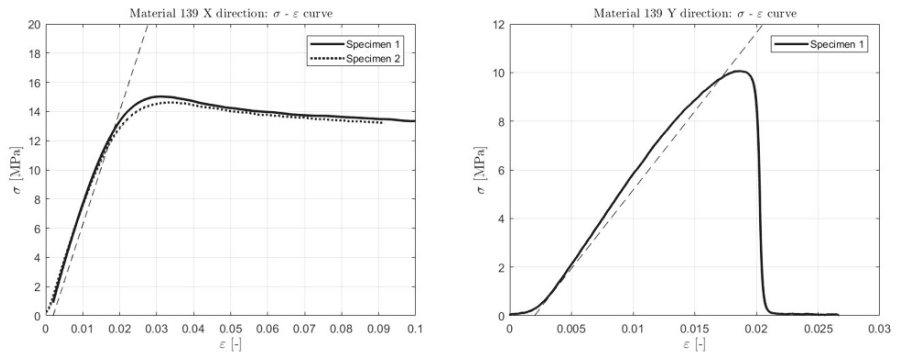 Material 139 X direction: σ - ε curve
Specimen 1
Specimen 2
20
18
16
14
12
10
8
6
4
2
0
σ [MPa]
0 0.01 0.02 0.03 0.04 0.05 0.06 0.07 0.08 0.09 0.1
ε [-]
Material 139 Y direction: σ - ε curve
Specimen 1
12
10
8
6
4
2
0
σ [MPa]
0 0.005 0.01 0.015 0.02 0.025 0.03
ε [-]